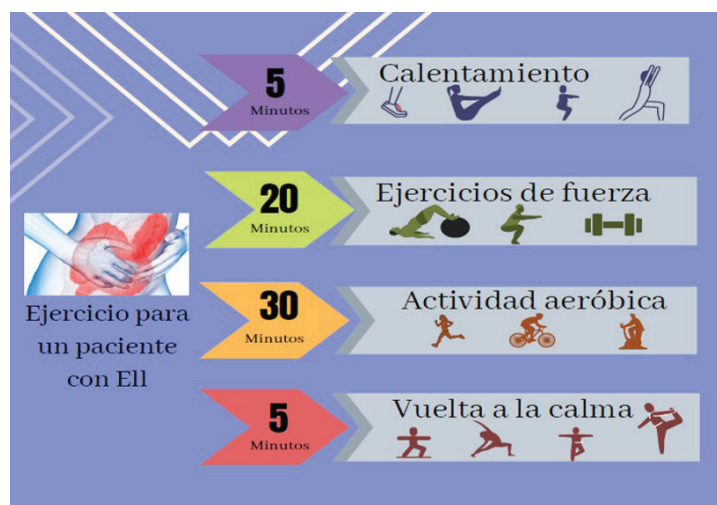 5
Minutos
Calentamiento
20
Minutos
Ejercicios de fuerza
30
Minutos
Actividad aeróbica
5
Minutos
Vuelta a la calma
Ejercicio para
un paciente
con Ell